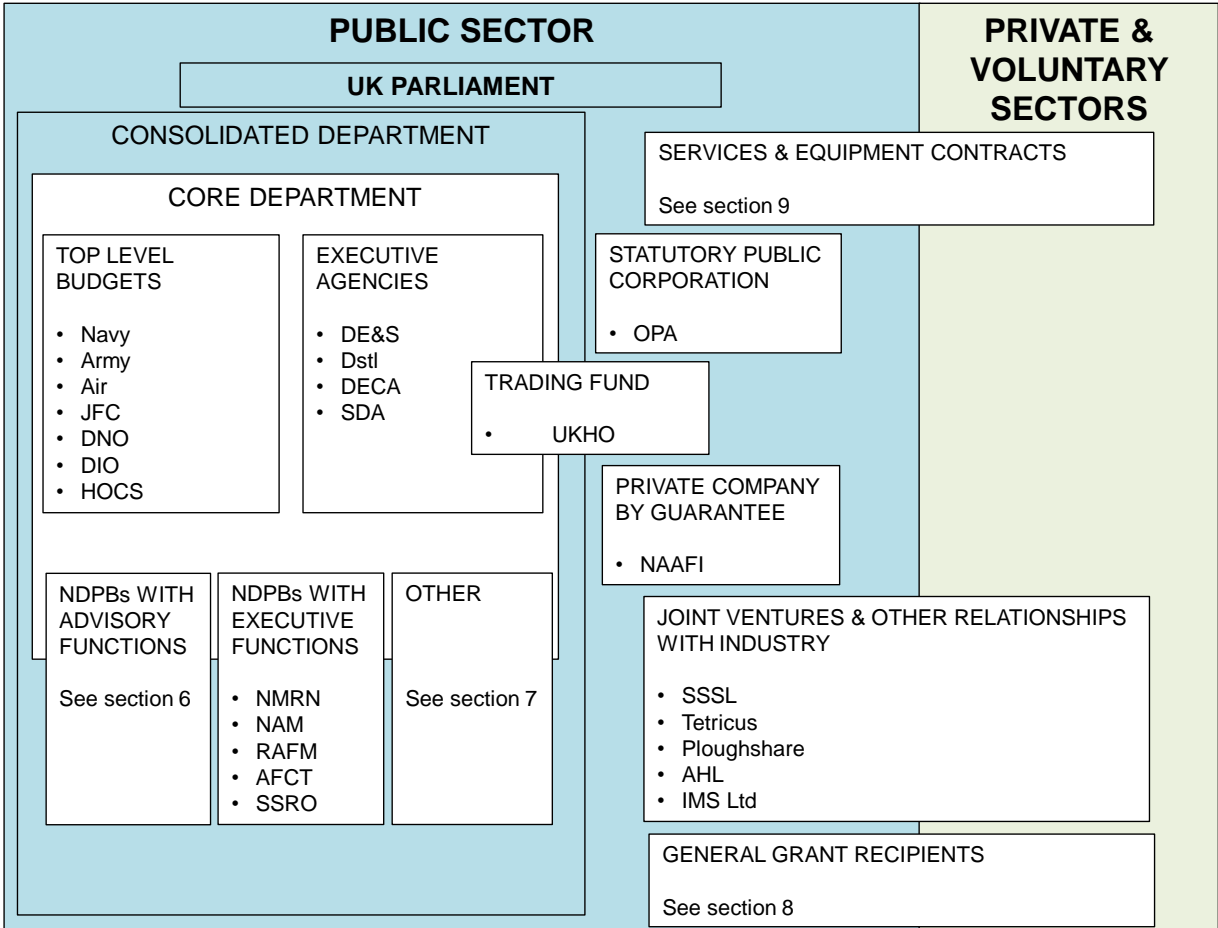 PUBLIC SECTOR
PRIVATE &
VOLUNTARY
SECTORS
UK PARLIAMENT
CONSOLIDATED DEPARTMENT
CORE DEPARTMENT
TOP LEVEL
BUDGETS
• Navy
• Army
• Air
• JFC
• DNO
• DIO
• HOCS
EXECUTIVE
AGENCIES
• DE&S
• Dstl
• DECA
• SDA
TRADING FUND
• UKHO
NDPBs WITH
ADVISORY
FUNCTIONS
See section 6
NDPBs WITH
EXECUTIVE
FUNCTIONS
• NMRN
• NAM
• RAFM
• AFCT
• SSRO
OTHER
See section 7
SERVICES & EQUIPMENT CONTRACTS
See section 9
STATUTORY PUBLIC
CORPORATION
• OPA
PRIVATE COMPANY
BY GUARANTEE
• NAAFI
JOINT VENTURES & OTHER RELATIONSHIPS
WITH INDUSTRY
• SSSL
• Tetricus
• Ploughshare
• AHL
• IMS Ltd
GENERAL GRANT RECIPIENTS
See section 8